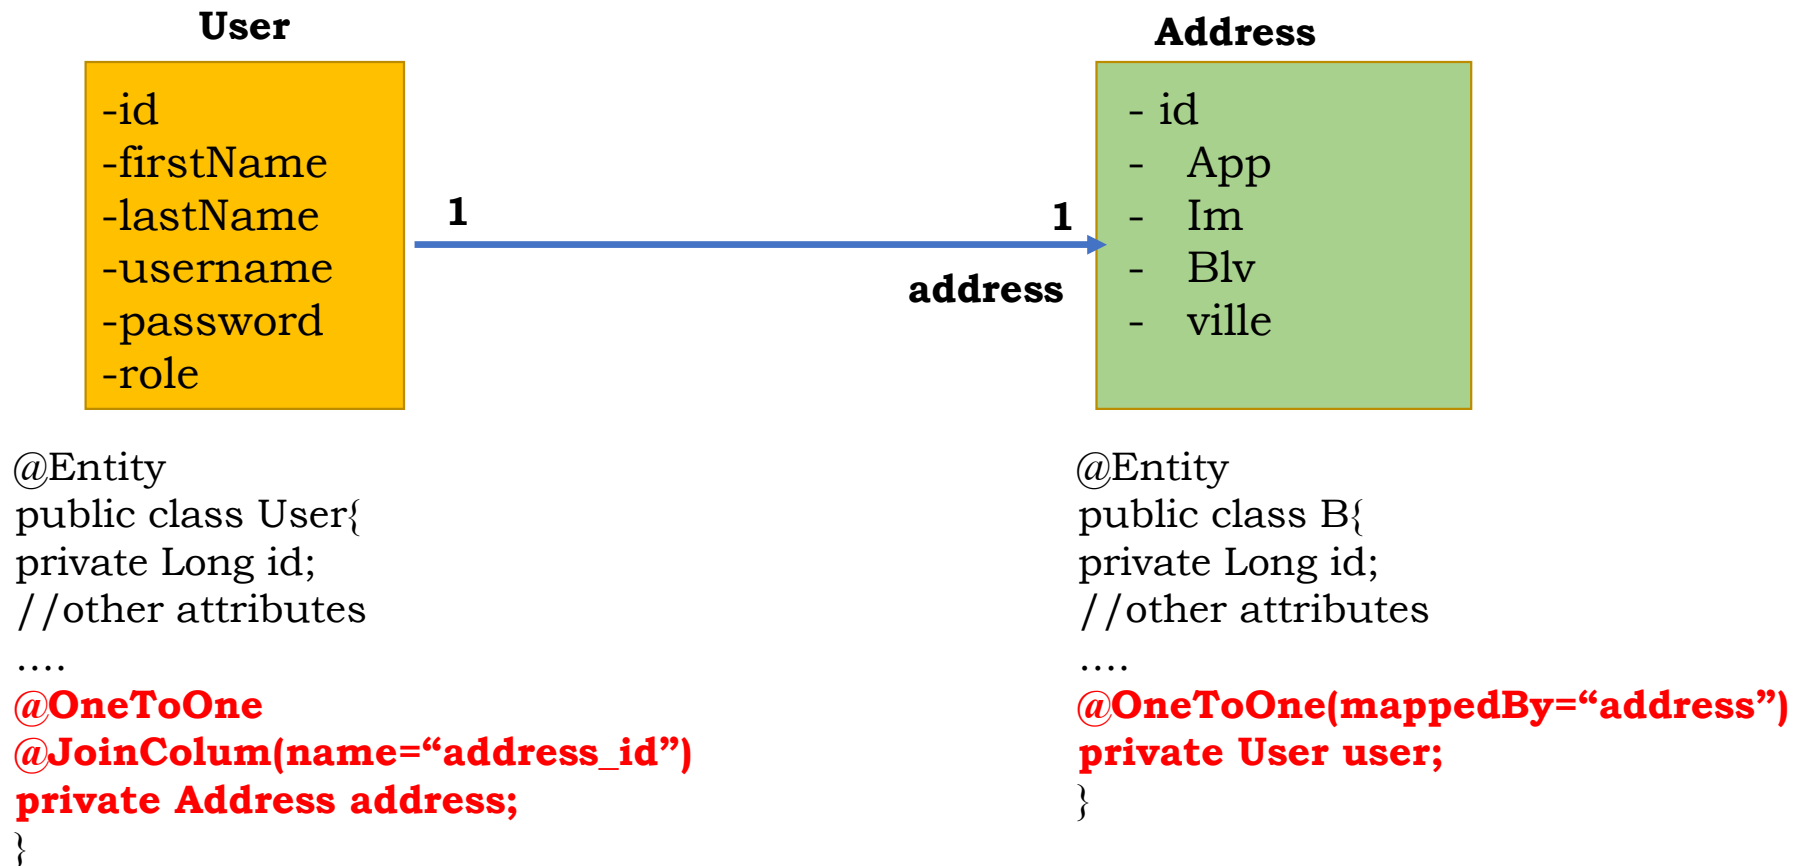 User
-id
-firstName
-lastName
-username
-password
-role
1
1
address
Address
- id
- App
- Im
- Blv
- ville
@Entity
public class User{
private Long id;
//other attributes
….
@OneToOne
@JoinColum(name=“address_id”)
private Address address;
}
@Entity
public class B{
private Long id;
//other attributes
….
@OneToOne(mappedBy=“address”)
private User user;
}